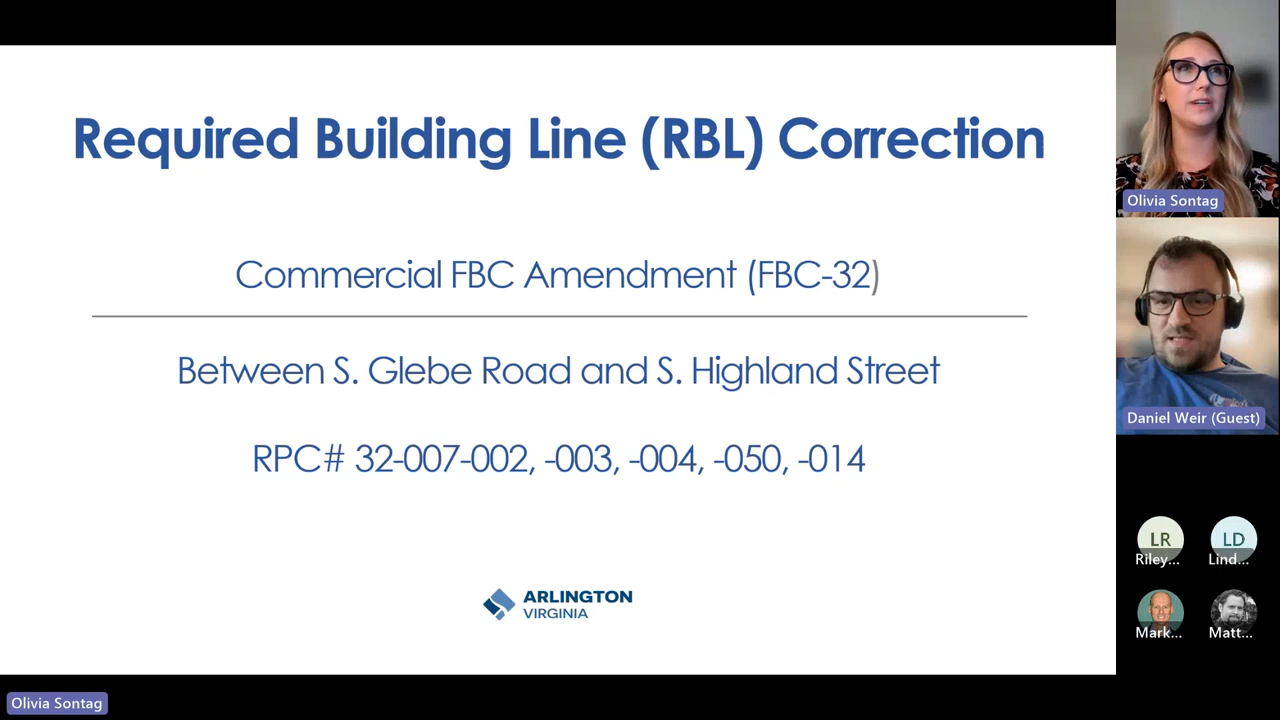 Required Building Line (RBL) Correction
Commercial FBC Amendment (FBC-32)
Between S. Glebe Road and S. Highland Street
RPC# 32-007-002, -003, -004, -050, -014
ARLINGTON
VIRGINIA
Olivia Sontag
Olivia Sontag
Daniel Weir (Guest)
LR
LD
Riley...
Lind...
Mark...
Matt...